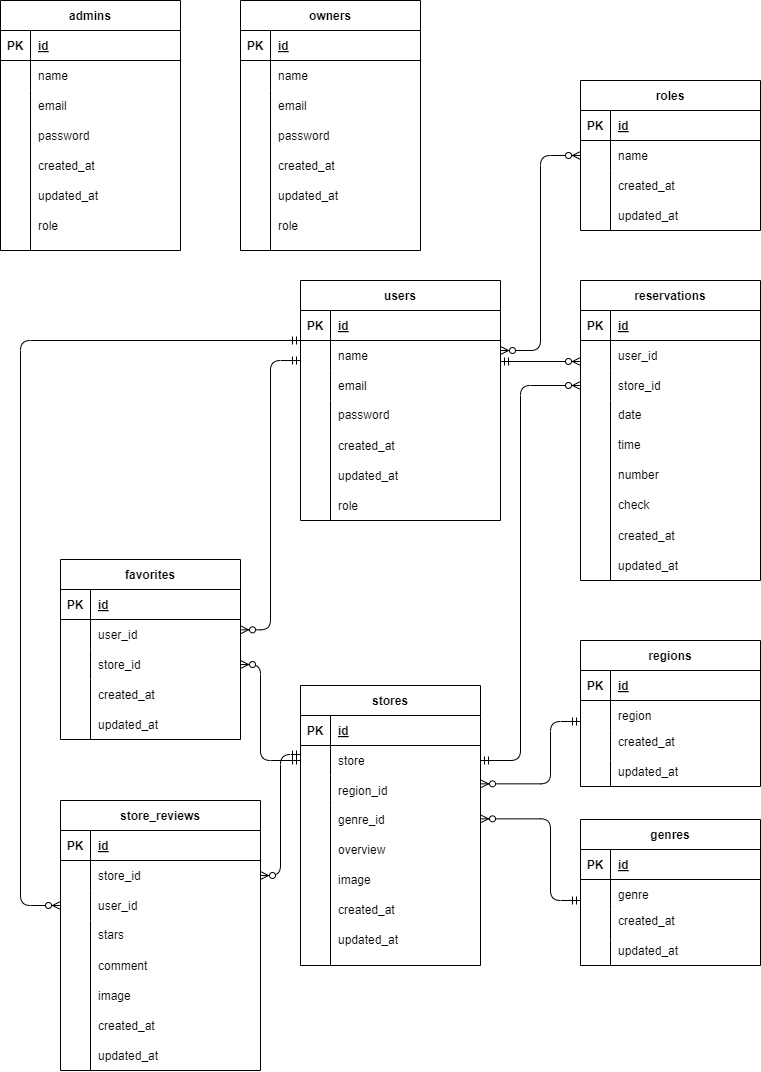 admins
PK id
name
email
password
created_at
updated_at
role
owners
PK id
name
email
password
created_at
updated_at
role
roles
PK id
name
created_at
updated_at
users
PK id
name
email
password
created_at
updated_at
role
reservations
PK id
user_id
store_id
date
time
number
check
created_at
updated_at
favorites
PK id
user_id
store_id
created_at
updated_at
stores
PK id
store
region_id
genre_id
overview
image
created_at
updated_at
regions
PK id
region
created_at
updated_at
store_reviews
PK id
store_id
user_id
stars
comment
image
created_at
updated_at
genres
PK id
genre
created_at
updated_at